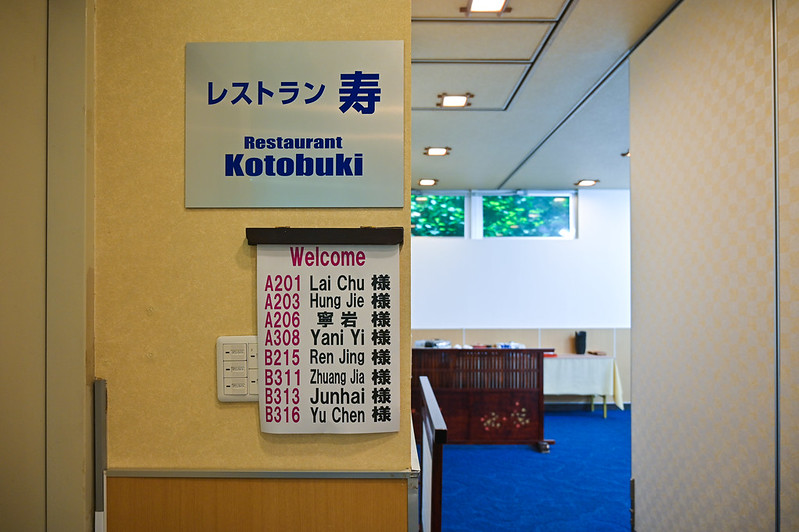 レストラン 寿
Restaurant
Kotobuki
Welcome
A201 Lai Chu 様
A203 Hung Jie 様
A206 寧岩 様
A308 Yani Yi 様
B215 Ren Jing 様
B311 Zhuang Jia 様
B313 Junhai 様
B316 Yu Chen 様